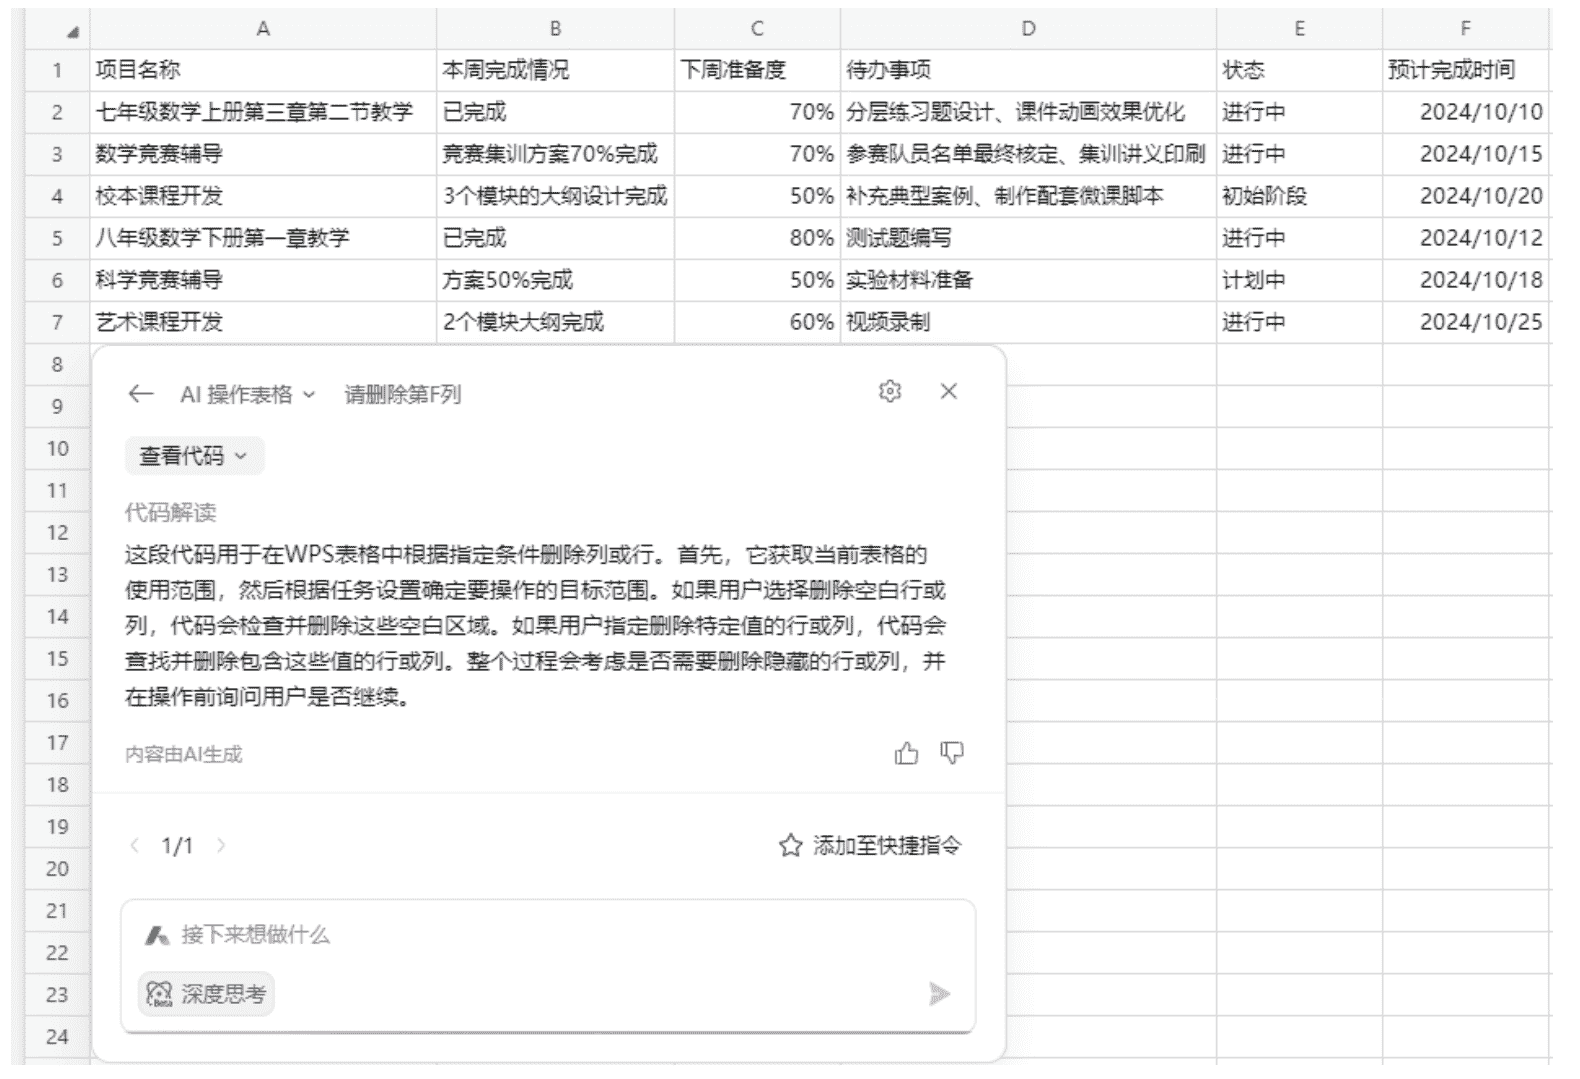 A B C D E F
1 项目名称 本周完成情况 下周准备度 待办事项 状态 预计完成时间
2 七年级数学上册第三章第二节教学 已完成 70% 分层练习题设计、课件动画效果优化 进行中 2024/10/10
3 数学竞赛辅导 竞赛集训方案70%完成 70% 参赛队员名单最终核定、集训讲义印刷 进行中 2024/10/15
4 校本课程开发 3个模块的大纲设计完成 50% 补充典型案例、制作配套微课脚本 初始阶段 2024/10/20
5 八年级数学下册第一章教学 已完成 80% 测试题编写 进行中 2024/10/12
6 科学竞赛辅导 方案50%完成 50% 实验材料准备 计划中 2024/10/18
7 艺术课程开发 2个模块大纲完成 60% 视频录制 进行中 2024/10/25
8
9 AI 操作表格 请删除第F列
10 查看代码
11
代码解读
12
这段代码用于在WPS表格中根据指定条件删除列或行。首先，它获取当前表格的
13
使用范围，然后根据任务设置确定要操作的目标范围。如果用户选择删除空白行或
14
列，代码会检查并删除这些空白区域。如果用户指定删除特定值的行或列，代码会
15
查找并删除包含这些值的行或列。整个过程会考虑是否需要删除隐藏的行或列，并
16
在操作前询问用户是否继续。
17
内容由AI生成
18
19
1/1 添加至快捷指令
20
21
接下来想做什么
22
23 Beta 深度思考
24